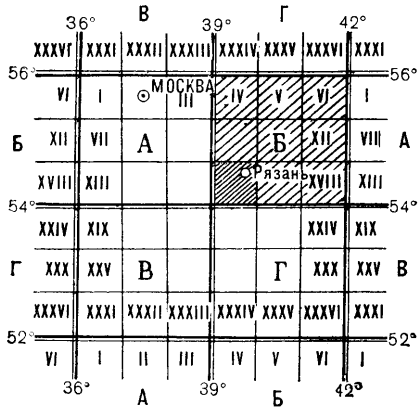 В Г
36° 39° 42°
XXXVI XXXI XXXII XXXIII XXXIV XXXV XXXVI XXXI
56° 56°
МОСКВА
VI I III IV V VI I
Б XII VII А Б XII VII А
Рязань
XVIII XIII XVIII XIII
54° 54°
XXIV XIX XXIV XIX
Г XXX XXV В Г XXX XXV В
XXXVI XXXI XXXII XXXIII XXXIV XXXV XXXVI XXXI
52° 52°
VI I II III IV V VI I
36° 39° 42°
А Б